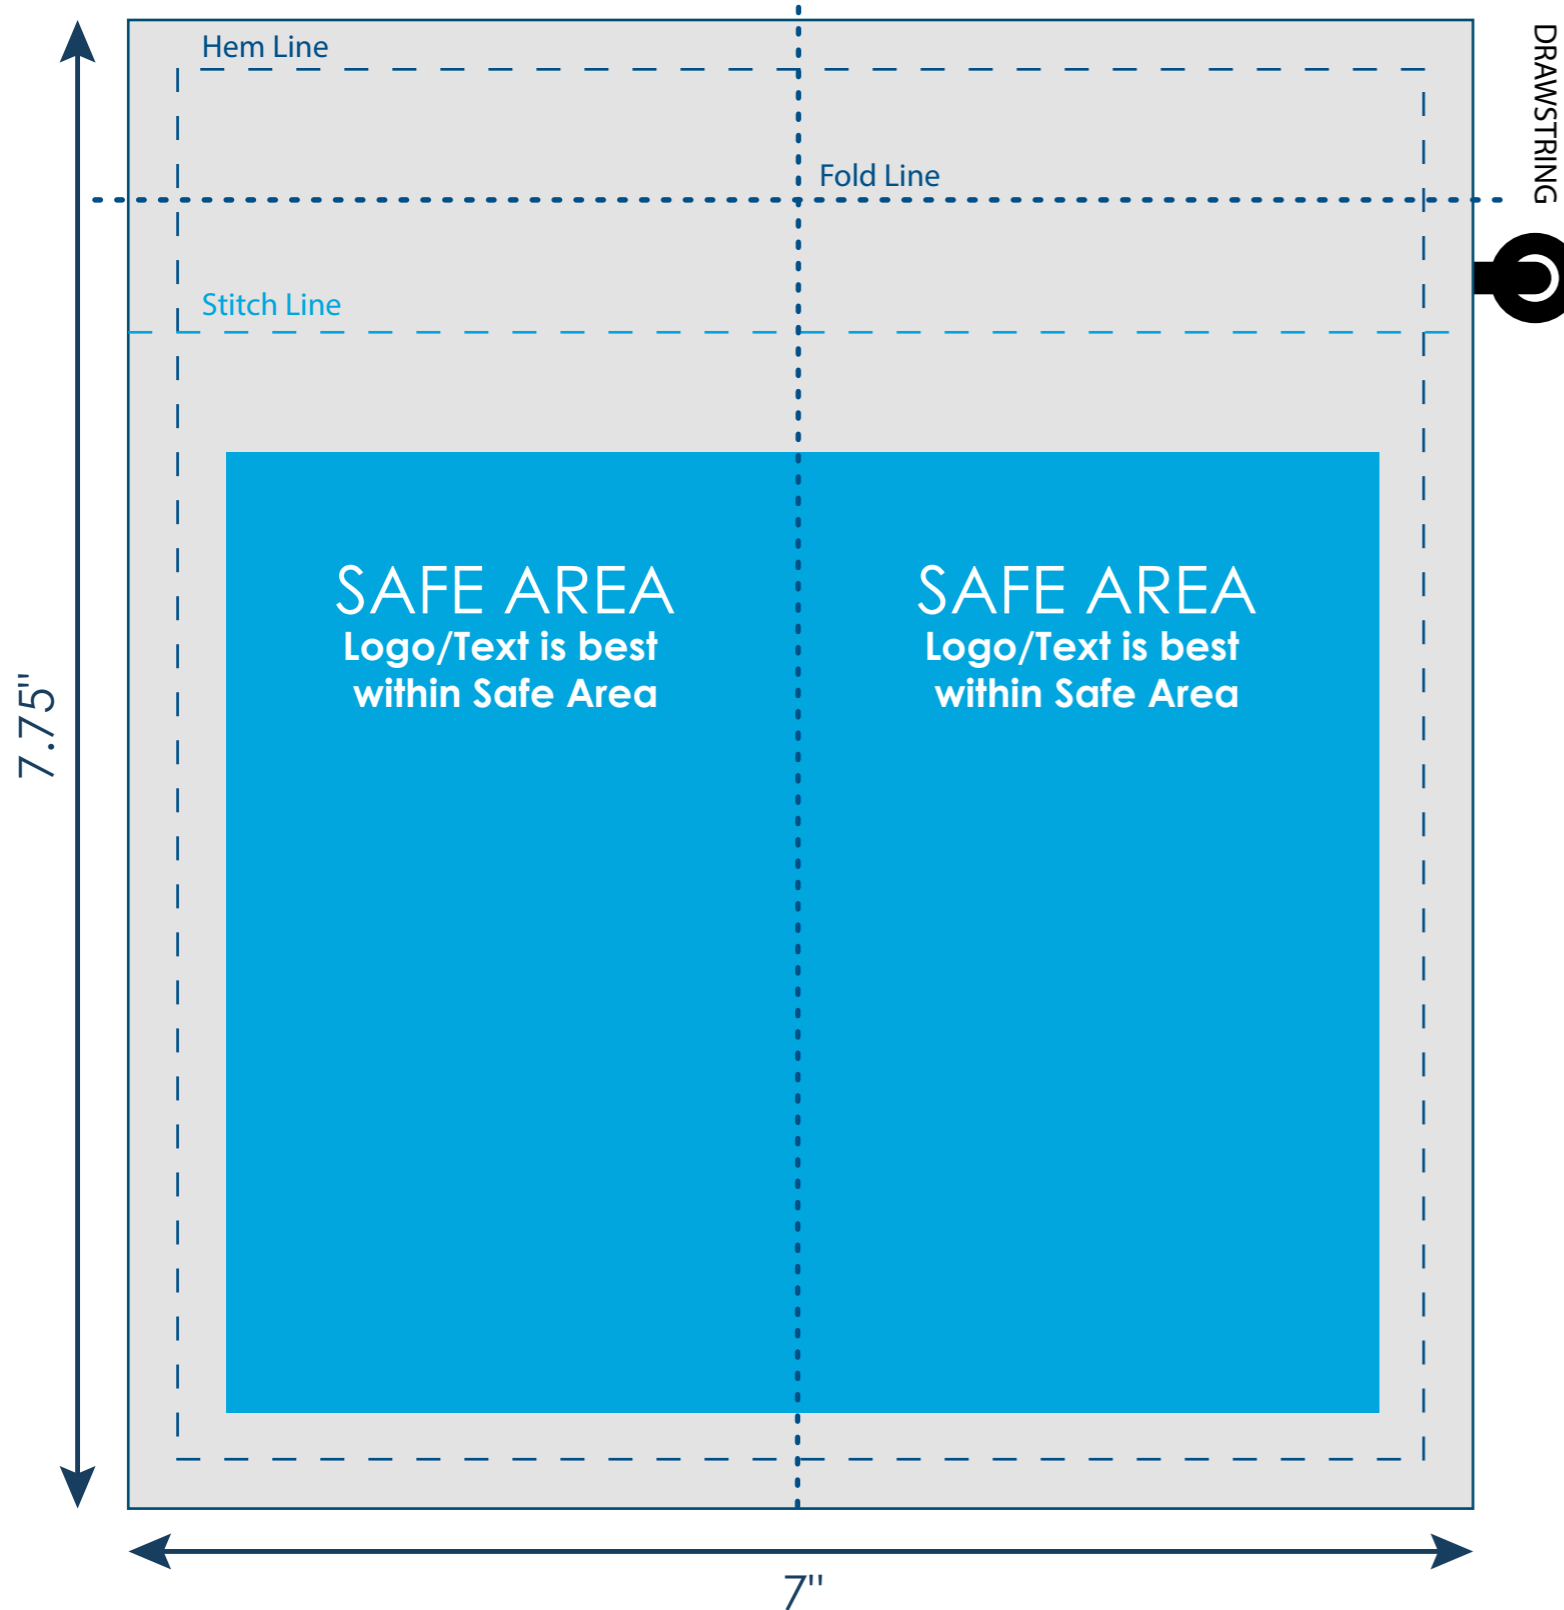 Hem Line
DRAWSTRING
Fold Line
Stitch Line
SAFE AREA
Logo/Text is best
within Safe Area
SAFE AREA
Logo/Text is best
within Safe Area
7.75"
7"